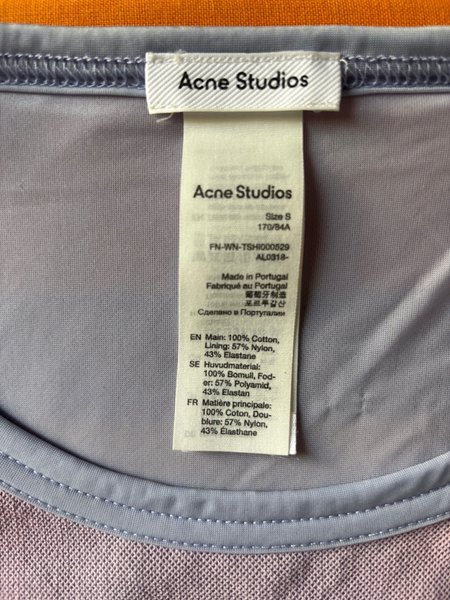 Acne Studios
Acne Studios
Size S
170/84A
FN-WN-TSHI000529
AL0318-
Made in Portugal
Fabriqué au Portugal
葡萄牙制造
포르투갈산
Сделано в Португалии
EN Main: 100% Cotton,
Lining: 57% Nylon,
43% Elastane
SE Huvudmaterial:
100% Bomull, Fod-
er: 57% Polyamid,
43% Elastan
FR Matière principale:
100% Coton, Dou-
blure: 57% Nylon,
43% Élasthane